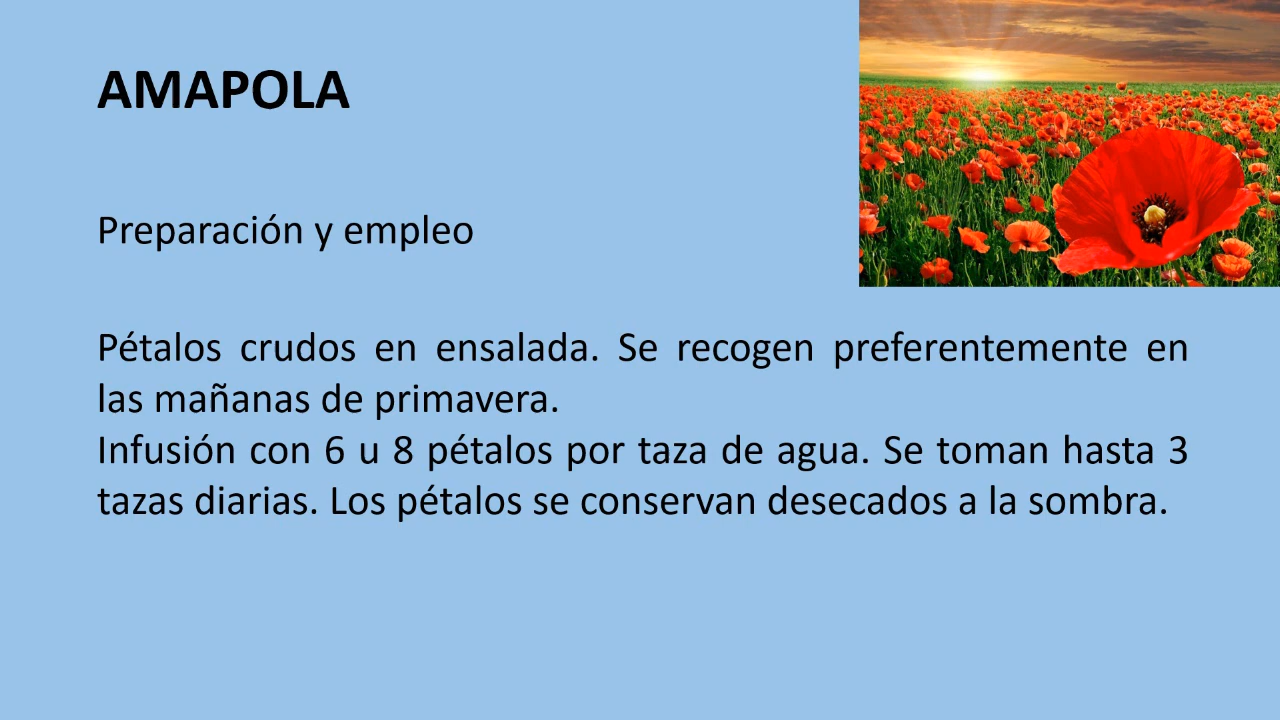 AMAPOLA
Preparación y empleo
Pétalos crudos en ensalada. Se recogen preferentemente en
las mañanas de primavera.
Infusión con 6 u 8 pétalos por taza de agua. Se toman hasta 3
tazas diarias. Los pétalos se conservan desecados a la sombra.